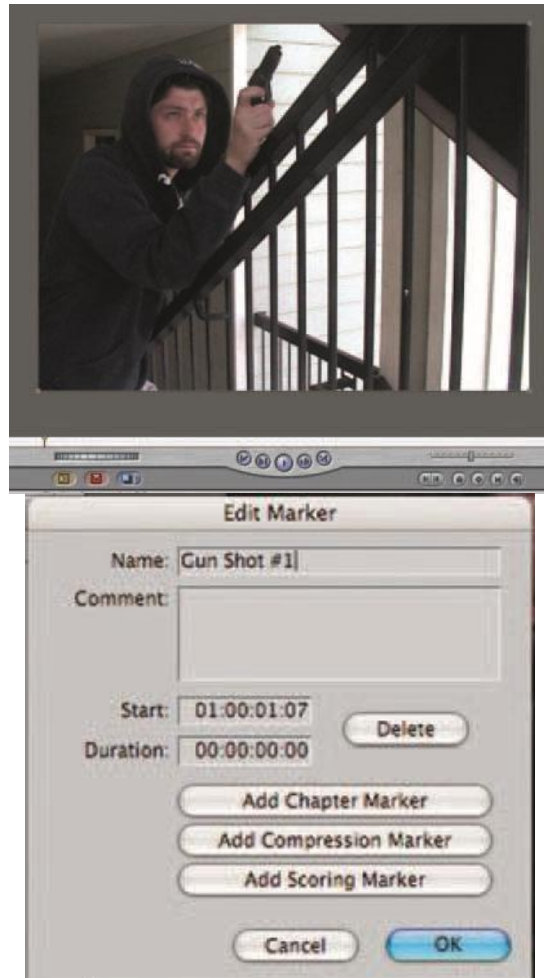 Edit Marker
Name: Gun Shot #1
Comment:
Start: 01:00:01:07
Delete
Duration: 00:00:00:00
Add Chapter Marker
Add Compression Marker
Add Scoring Marker
Cancel
OK